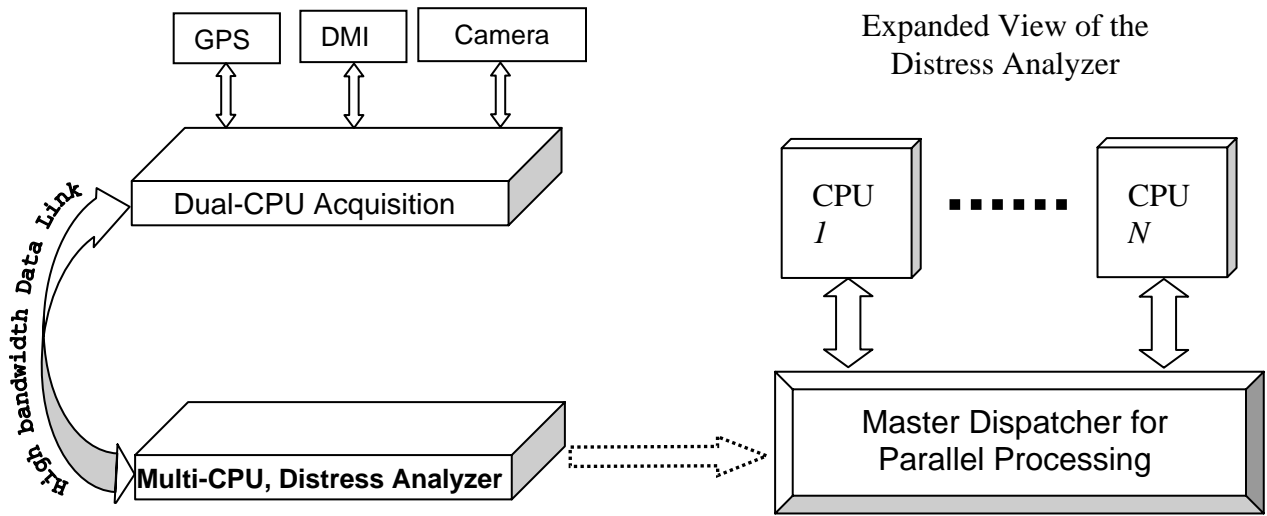 GPS
DMI
Camera
Dual-CPU Acquisition
High bandwidth Data Link
Multi-CPU, Distress Analyzer
Expanded View of the
Distress Analyzer
CPU
1
CPU
N
Master Dispatcher for
Parallel Processing